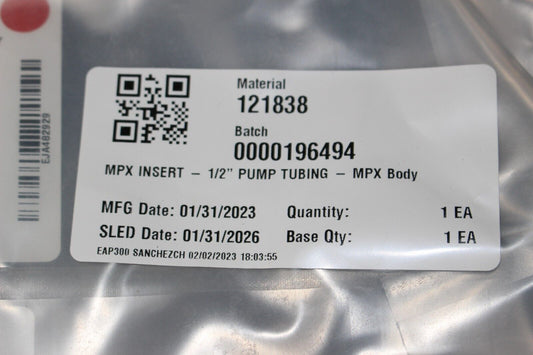 Material
121838
Batch
0000196494
MPX INSERT – 1/2” PUMP TUBING – MPX Body
MFG Date: 01/31/2023 Quantity: 1 EA
SLED Date: 01/31/2026 Base Qty: 1 EA
EAP300 SANCHEZCH 02/02/2023 18:03:55
EJA482929